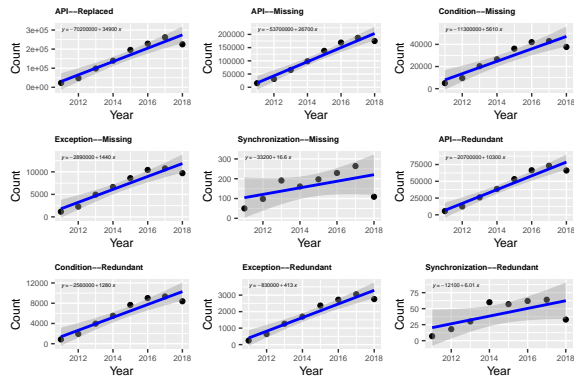 API−−Replaced
y = −70200000 + 34900 x
3e+05
2e+05
1e+05
0e+00
Count
2012 2014 2016 2018
Year
API−−Missing
y = −53700000 + 26700 x
200000
150000
100000
50000
0
Count
2012 2014 2016 2018
Year
Condition−−Missing
y = −11300000 + 5610 x
40000
20000
0
Count
2012 2014 2016 2018
Year
Exception−−Missing
y = −2890000 + 1440 x
10000
5000
0
Count
2012 2014 2016 2018
Year
Synchronization−−Missing
y = −33200 + 16.6 x
300
200
100
0
Count
2012 2014 2016 2018
Year
API−−Redundant
y = −20700000 + 10300 x
75000
50000
25000
0
Count
2012 2014 2016 2018
Year
Condition−−Redundant
y = −2560000 + 1280 x
12000
8000
4000
0
Count
2012 2014 2016 2018
Year
Exception−−Redundant
y = −830000 + 413 x
3000
2000
1000
0
Count
2012 2014 2016 2018
Year
Synchronization−−Redundant
y = −12100 + 6.01 x
75
50
25
0
Count
2012 2014 2016 2018
Year